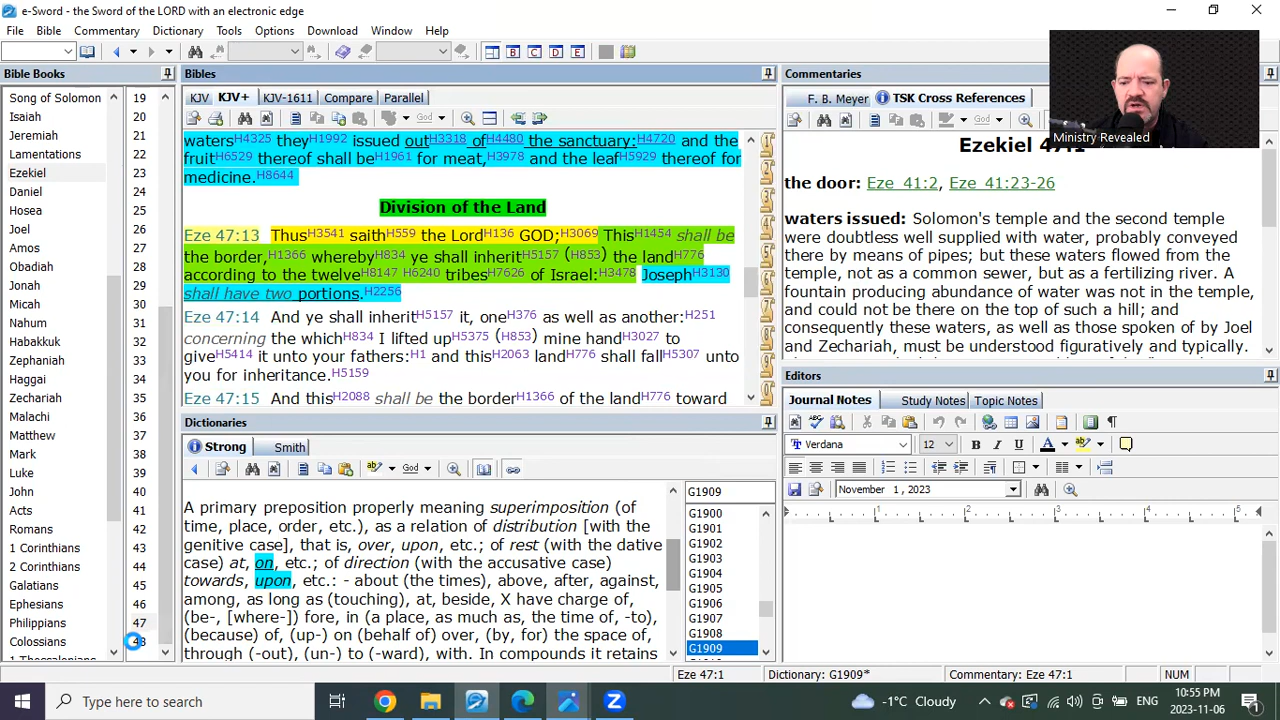 e-Sword - the Sword of the LORD with an electronic edge
File Bible Commentary Dictionary Tools Options Download Window Help
B C D E
Bible Books
Song of Solomon
Isaiah
Jeremiah
Lamentations
Ezekiel
Daniel
Hosea
Joel
Amos
Obadiah
Jonah
Micah
Nahum
Habakkuk
Zephaniah
Haggai
Zechariah
Malachi
Matthew
Mark
Luke
John
Acts
Romans
1 Corinthians
2 Corinthians
Galatians
Ephesians
Philippians
Colossians
1 Thessalonians
19
20
21
22
23
24
25
26
27
28
29
30
31
32
33
34
35
36
37
38
39
40
41
42
43
44
45
46
47
48
Bibles
KJV KJV+ KJV-1611 Compare Parallel
God
watersH4325 theyH1992 issued outH3318 ofH4480 the sanctuary:H4720 and the
fruitH6529 thereof shall beH1961 for meat,H3978 and the leafH5929 thereof for
medicine.H8644
Division of the Land
Eze 47:13 ThusH3541 saithH559 the LordH136 GOD;H3069 ThisH1454 shall be
the border,H1366 wherebyH834 ye shall inheritH5157 (H853) the landH776
according to the twelveH8147 H6240 tribesH7626 of Israel:H3478 JosephH3130
shall have two portions.H2256
Eze 47:14 And ye shall inheritH5157 it, oneH376 as well as another:H251
concerning the whichH834 I lifted upH5375 (H853) mine handH3027 to
giveH5414 it unto your fathers:H1 and thisH2063 landH776 shall fallH5307 unto
you for inheritance.H5159
Eze 47:15 And thisH2088 shall be the borderH1366 of the landH776 toward
Dictionaries
Strong Smith
God
A primary preposition properly meaning superimposition (of
time, place, order, etc.), as a relation of distribution [with the
genitive case], that is, over, upon, etc.; of rest (with the dative
case) at, on, etc.; of direction (with the accusative case)
towards, upon, etc.: - about (the times), above, after, against,
among, as long as (touching), at, beside, X have charge of,
(be-, [where-]) fore, in (a place, as much as, the time of, -to),
(because) of, (up-) on (behalf of) over, (by, for) the space of,
through (-out), (un-) to (-ward), with. In compounds it retains
G1909
G1900
G1901
G1902
G1903
G1904
G1905
G1906
G1907
G1908
G1909
Commentaries
F. B. Meyer TSK Cross References
God
Ezekiel 47:1
the door: Eze_41:2, Eze_41:23-26
waters issued: Solomon's temple and the second temple
were doubtless well supplied with water, probably conveyed
there by means of pipes; but these waters flowed from the
temple, not as a common sewer, but as a fertilizing river. A
fountain producing abundance of water was not in the temple,
and could not be there on the top of such a hill; and
consequently these waters, as well as those spoken of by Joel
and Zechariah, must be understood figuratively and typically.
Ministry Revealed
Editors
Journal Notes Study Notes Topic Notes
Verdana 12 B I U A
November 1, 2023
1 2 3 4 5
Eze 47:1 Dictionary: G1909* Commentary: Eze 47:1 NUM
Type here to search
-1°C Cloudy
ENG
10:55 PM
2023-11-06
1